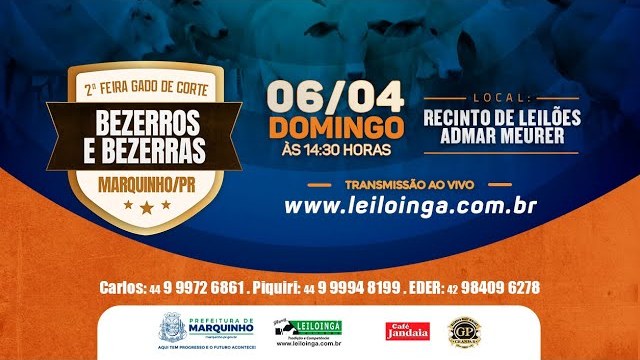 2ª FEIRA GADO DE CORTE
BEZERROS
E BEZERRAS
MARQUINHO/PR
06/04
DOMINGO
ÀS 14:30 HORAS
LOCAL:
RECINTO DE LEILÕES
ADMAR MEURER
TRANSMISSÃO AO VIVO
www.leiloinga.com.br
Carlos: 44 9 9972 6861 . Piquiri: 44 9 9994 8199 . EDER: 42 98409 6278
PREFEITURA DE
MARQUINHO
AQUI TEM PROGRESSO E O FUTURO ACONTECE!
LEILOINGA
Tradição e Competência
www.leiloinga.com.br
Café
Jandaia
GP